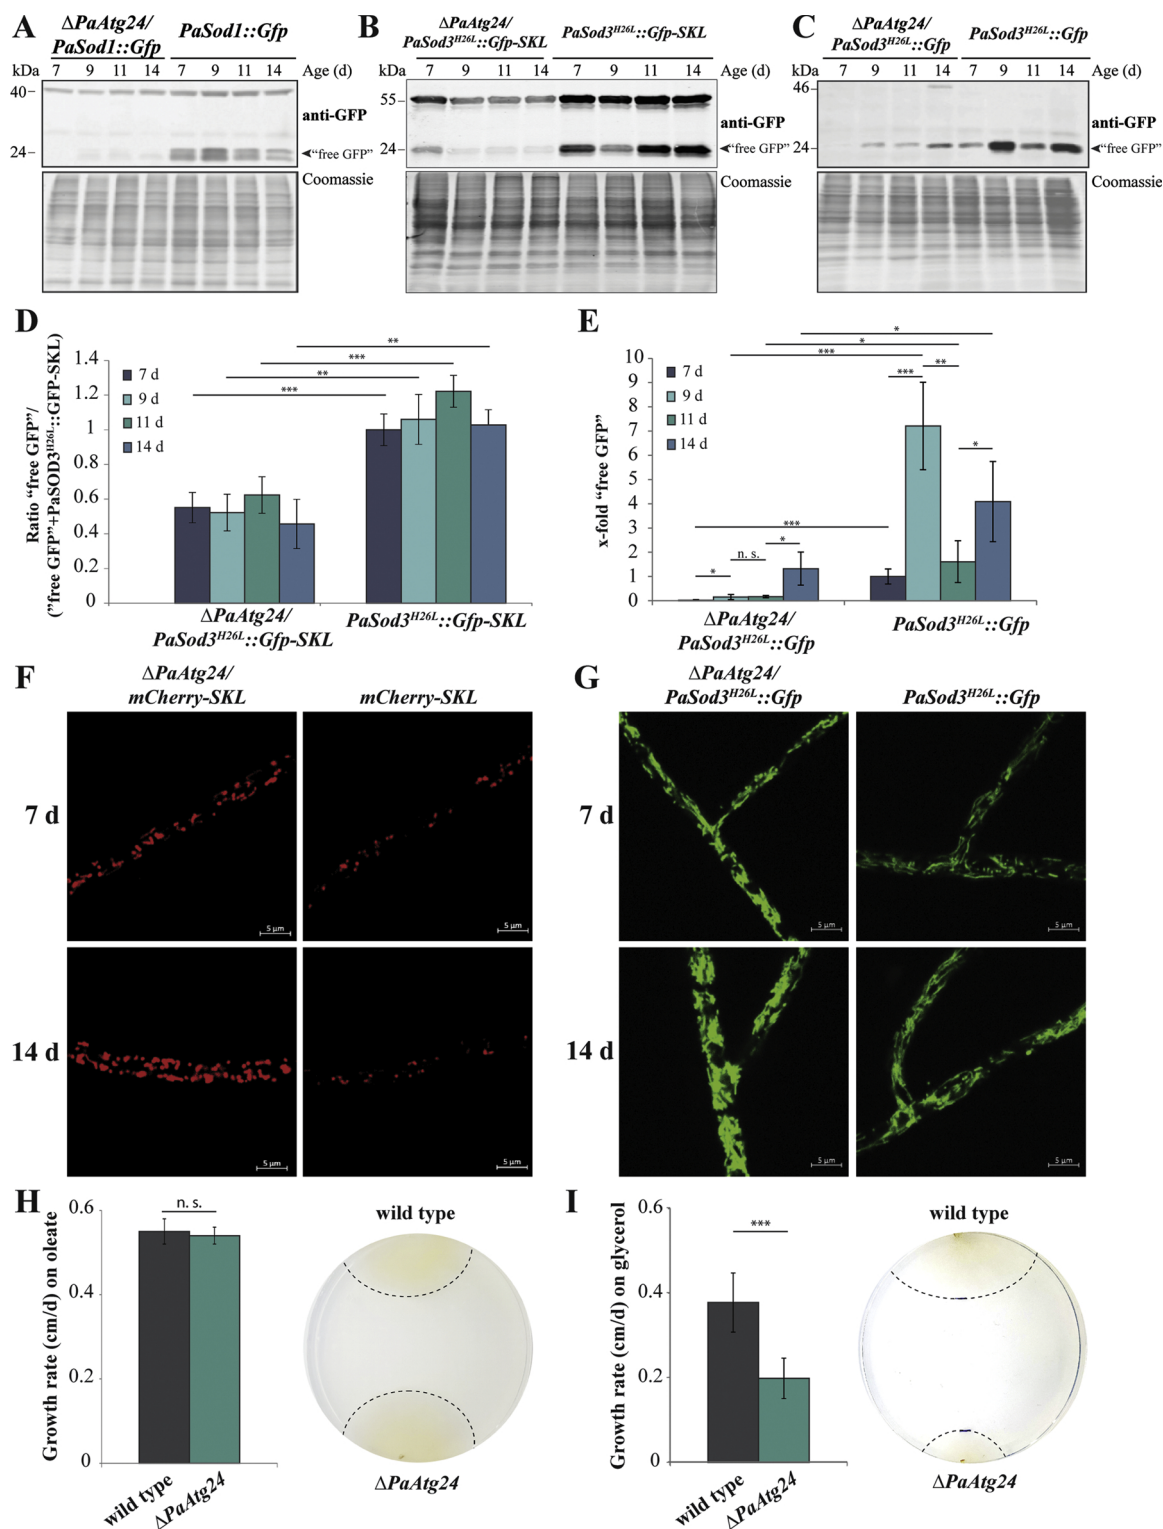 A
ΔPaAtg24/
PaSod1::Gfp
PaSod1::Gfp
kDa
7 9 11 14 7 9 11 14
Age (d)
40
anti-GFP
24
"free GFP"
Coomassie
B
ΔPaAtg24/
PaSod3H26L::Gfp-SKL
PaSod3H26L::Gfp-SKL
kDa
7 9 11 14 7 9 11 14
Age (d)
55
anti-GFP
24
"free GFP"
Coomassie
C
ΔPaAtg24/
PaSod3H26L::Gfp
PaSod3H26L::Gfp
kDa
7 9 11 14 7 9 11 14
Age (d)
46
anti-GFP
24
"free GFP"
Coomassie
D
Ratio "free GFP"/
("free GFP"+PaSOD3H26L::GFP-SKL)
1.4
1.2
1
0.8
0.6
0.4
0.2
0
7 d
9 d
11 d
14 d
**
***
**
***
ΔPaAtg24/
PaSod3H26L::Gfp-SKL
PaSod3H26L::Gfp-SKL
E
x-fold "free GFP"
10
9
8
7
6
5
4
3
2
1
0
7 d
9 d
11 d
14 d
*
*
***
*** **
*
***
*
n. s.
*
ΔPaAtg24/
PaSod3H26L::Gfp
PaSod3H26L::Gfp
F
ΔPaAtg24/
mCherry-SKL
mCherry-SKL
7 d
5 µm
5 µm
14 d
5 µm
5 µm
G
ΔPaAtg24/
PaSod3H26L::Gfp
PaSod3H26L::Gfp
7 d
5 µm
5 µm
14 d
5 µm
5 µm
H
Growth rate (cm/d) on oleate
0.6
0.4
0.2
0
n. s.
wild type
ΔPaAtg24
wild type
ΔPaAtg24
I
Growth rate (cm/d) on glycerol
0.6
0.4
0.2
0
***
wild type
ΔPaAtg24
wild type
ΔPaAtg24